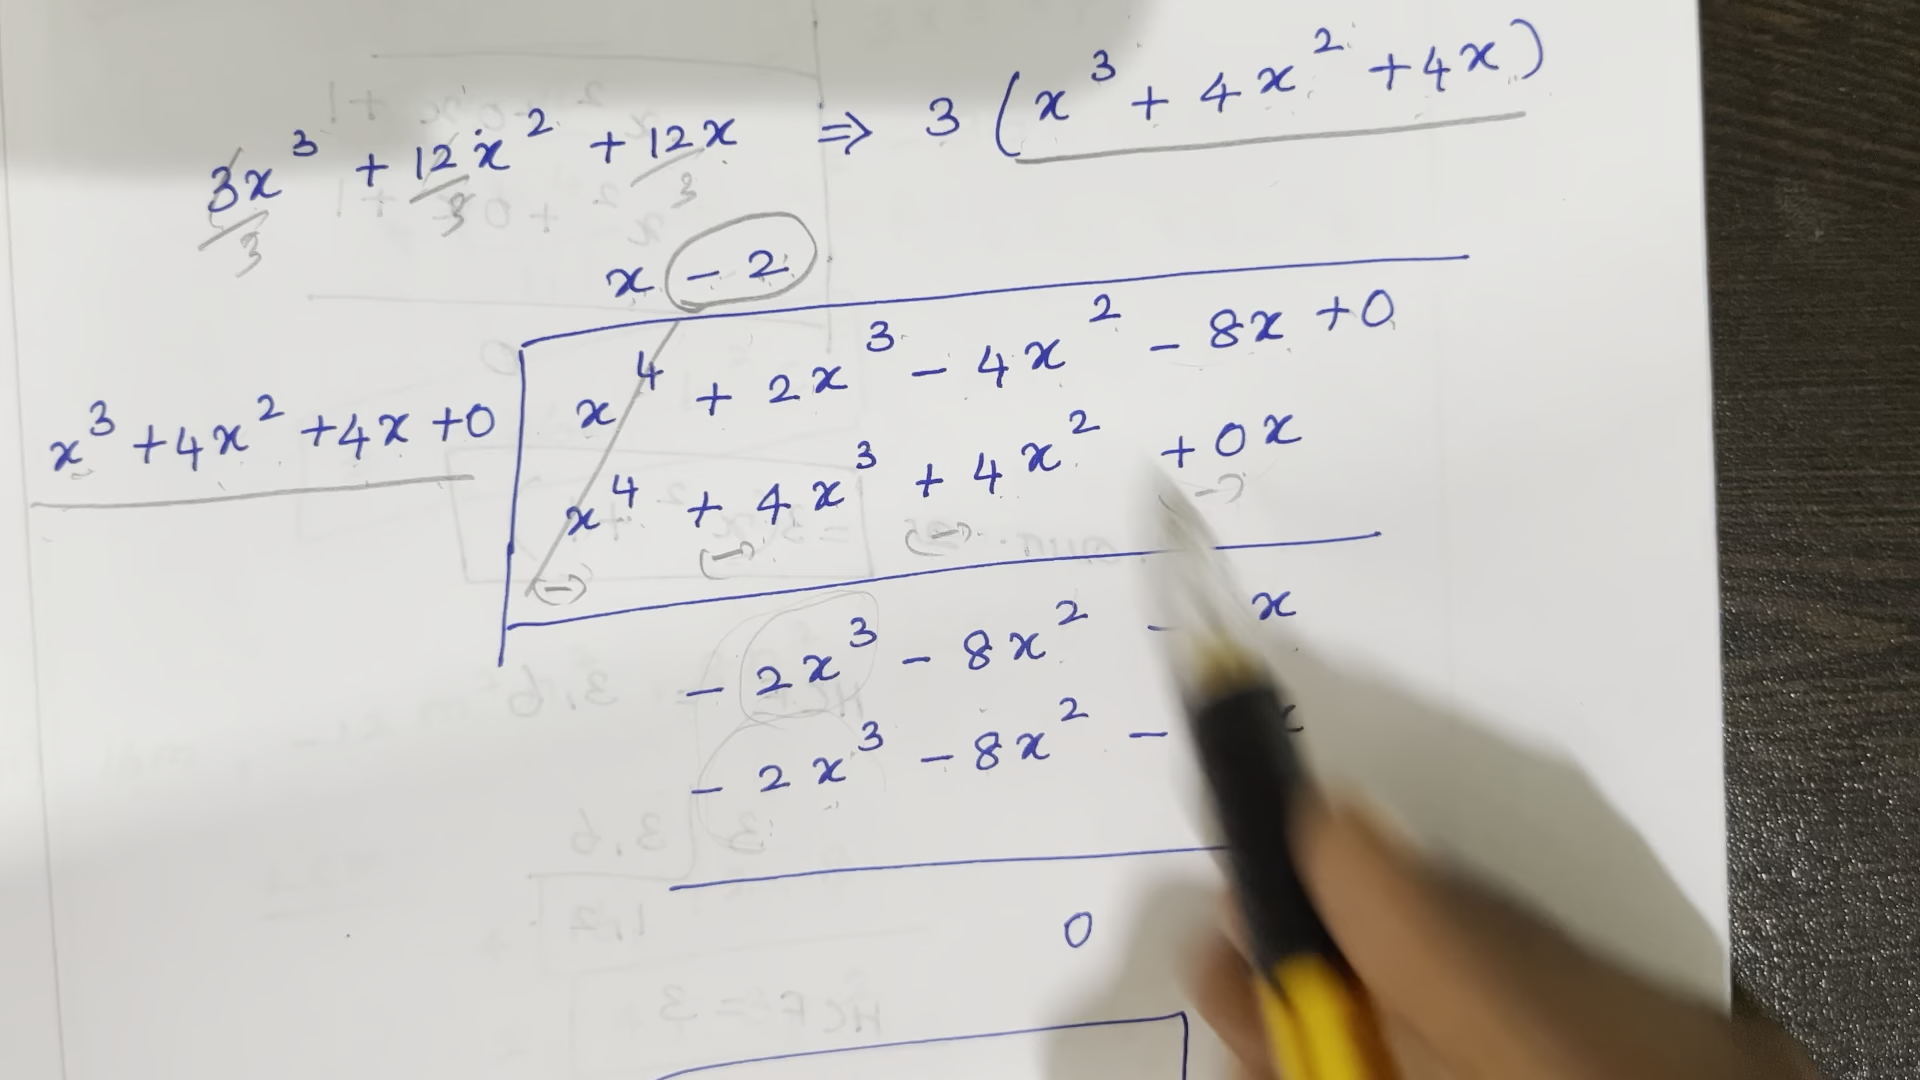 3x³ + 12x² + 12x ⇒ 3 (x³ + 4x² + 4x)
3 3 3
x - 2
x³ + 4x² + 4x + 0 x⁴ + 2x³ - 4x² - 8x + 0
x⁴ + 4x³ + 4x² + 0x
(-) (-) (-) (-)
- 2x³ - 8x² - x
- 2x³ - 8x² -
0